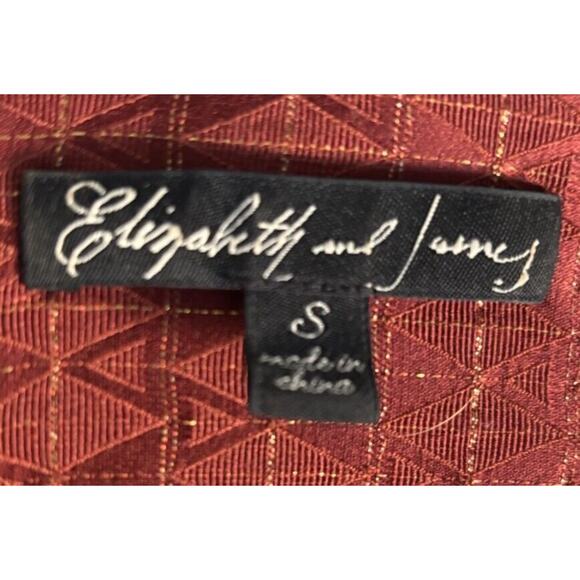 Elizabeth and James
S
made in
china